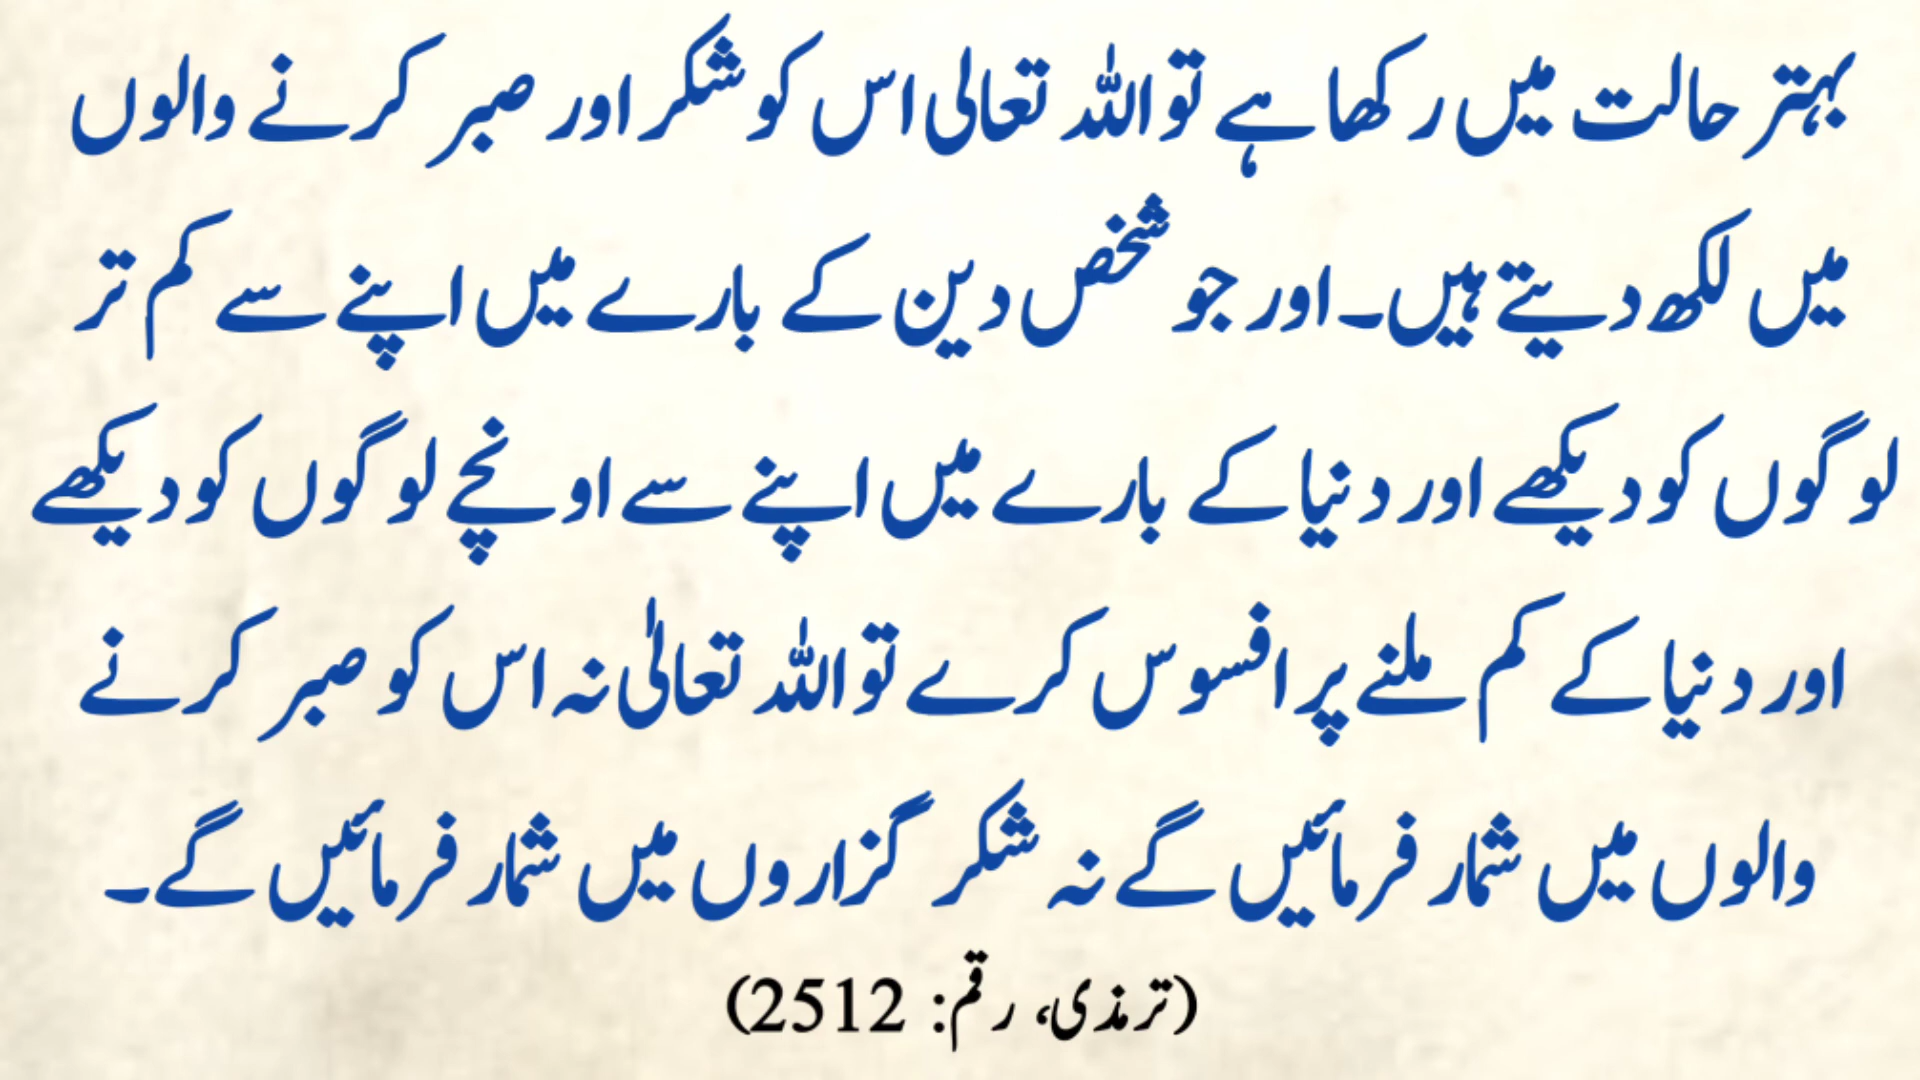 بہتر حالت میں رکھا ہے تو اللہ تعالی اس کو شکر اور صبر کرنے والوں
میں لکھ دیتے ہیں۔ اور جو شخص دین کے بارے میں اپنے سے کم تر
لوگوں کو دیکھے اور دنیا کے بارے میں اپنے سے اونچے لوگوں کو دیکھے
اور دنیا کے کم ملنے پر افسوس کرے تو اللہ تعالیٰ نہ اس کو صبر کرنے
والوں میں شمار فرمائیں گے نہ شکر گزاروں میں شمار فرمائیں گے۔
(ترمذی، رقم: 2512)